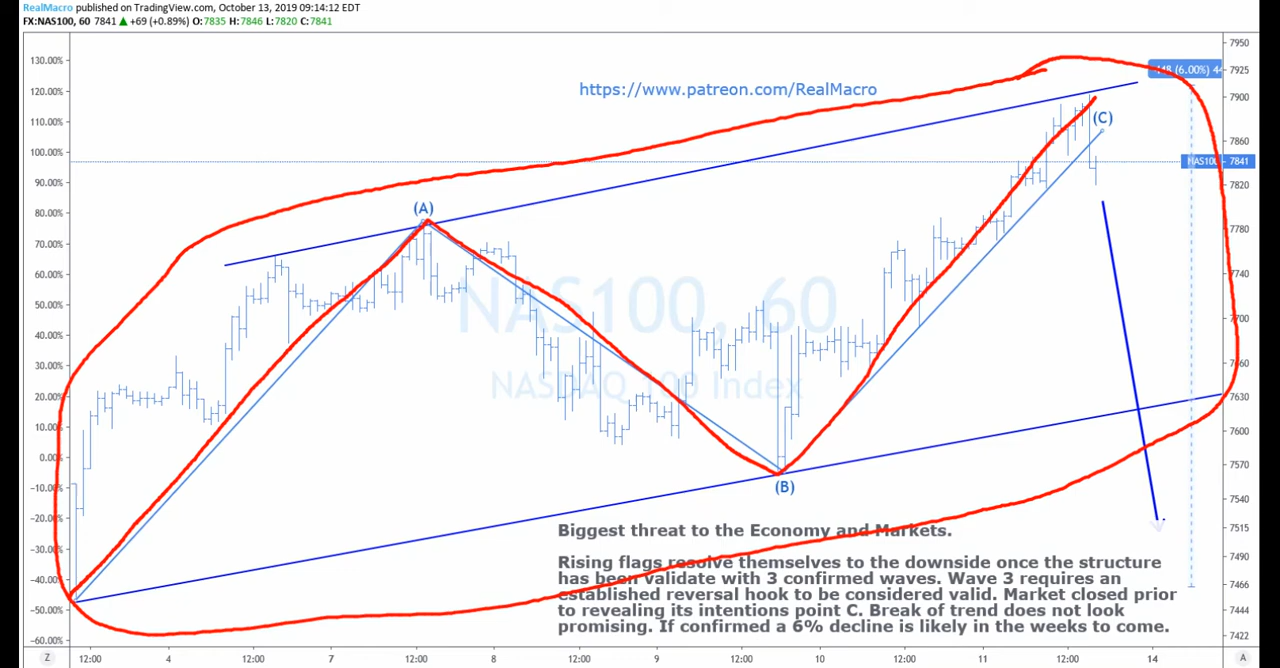 RealMacro published on TradingView.com, October 13, 2019 09:14:12 EDT
FX:NAS100, 60 7841 ▲ +69 (+0.89%) O:7835 H:7846 L:7820 C:7841
130.00%
120.00%
110.00%
100.00%
90.00%
80.00%
70.00%
60.00%
50.00%
40.00%
30.00%
20.00%
10.00%
0.00%
−10.00%
−20.00%
−30.00%
−40.00%
−50.00%
−60.00%
https://www.patreon.com/RealMacro
(6.00%)
(A)
(B)
(C)
NAS100, 60
NASDAQ 100 Index
NAS100 7841
7950
7925
7900
7860
7820
7780
7740
7700
7630
7600
7570
7540
7515
7490
7466
7444
7422
Biggest threat to the Economy and Markets.
Rising flags resolve themselves to the downside once the structure
has been validate with 3 confirmed waves. Wave 3 requires an
established reversal hook to be considered valid. Market closed prior
to revealing its intentions point C. Break of trend does not look
promising. If confirmed a 6% decline is likely in the weeks to come.
Z 12:00 4 12:00 7 12:00 8 12:00 9 12:00 10 12:00 11 12:00 14 A